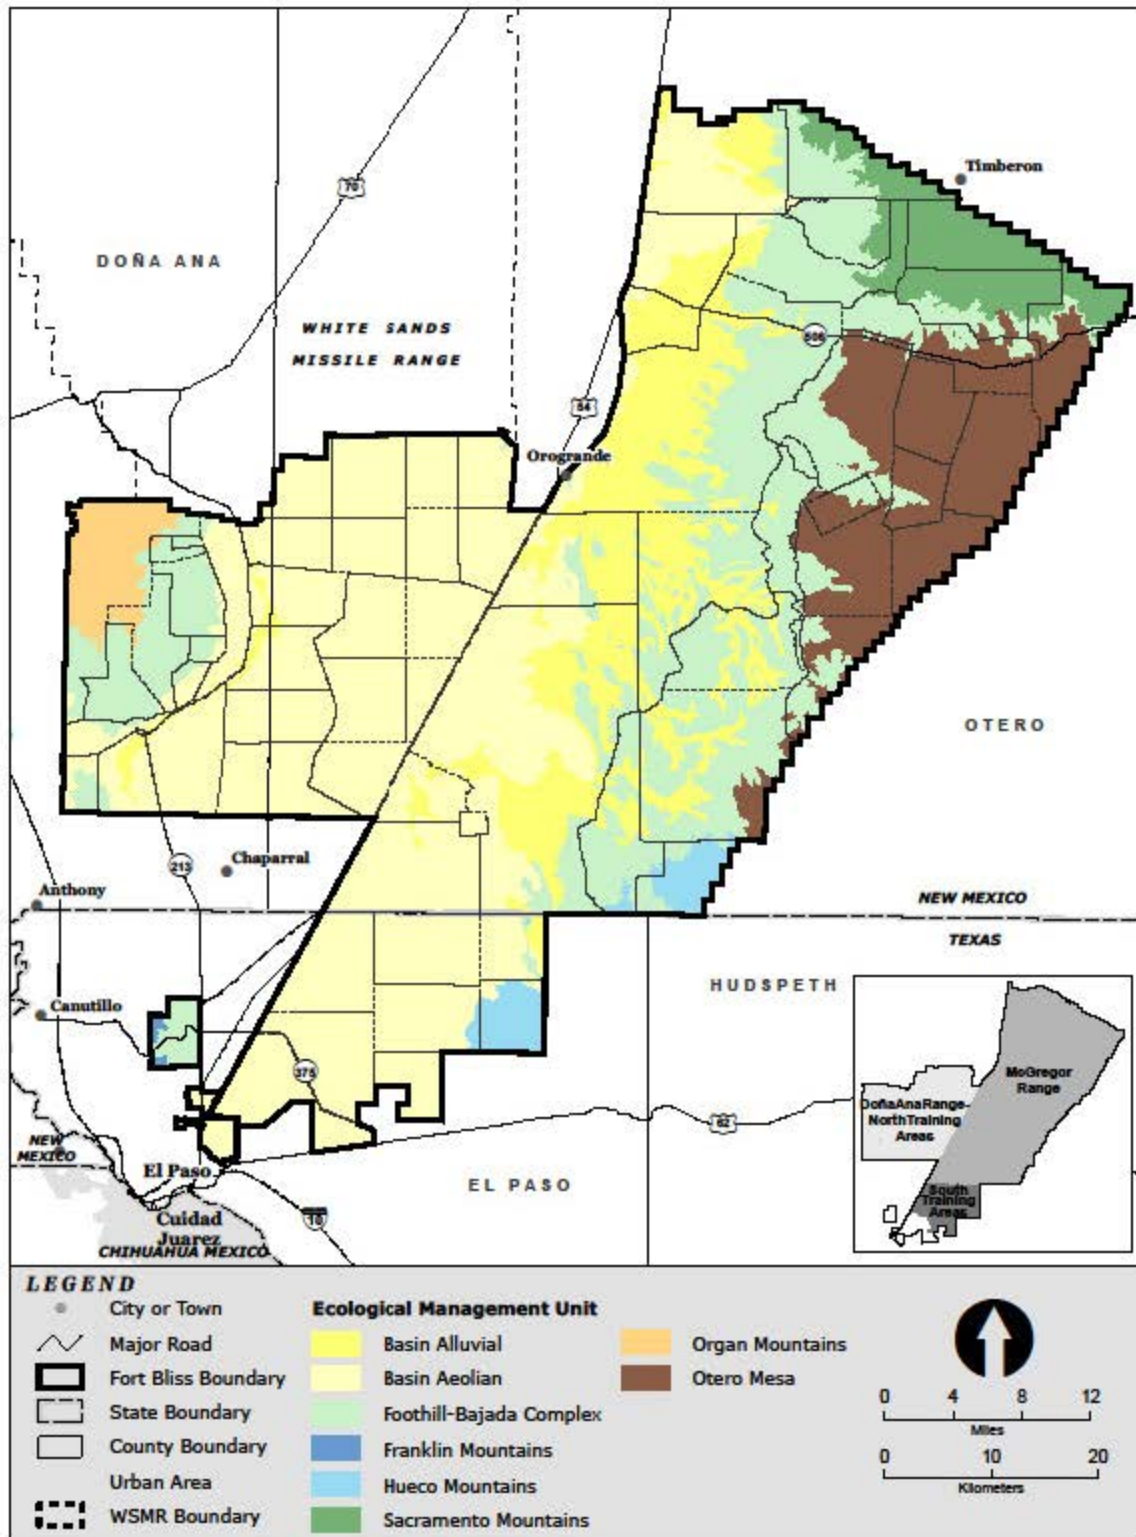 Timberon
70
DOÑA ANA
WHITE SANDS
MISSILE RANGE
506
54
Orogrande
OTERO
213
Chaparral
Anthony
NEW MEXICO
TEXAS
Canutillo
HUDSPETH
375
62
NEW
MEXICO
El Paso
EL PASO
10
Cuidad
Juarez
CHIHUAHUA MEXICO
McGregor
Range
DoñaAnaRange-
NorthTraining
Areas
South
Training
Areas
LEGEND
City or Town
Major Road
Fort Bliss Boundary
State Boundary
County Boundary
Urban Area
WSMR Boundary
Ecological Management Unit
Basin Alluvial
Basin Aeolian
Foothill-Bajada Complex
Franklin Mountains
Hueco Mountains
Sacramento Mountains
Organ Mountains
Otero Mesa
0 4 8 12
Miles
0 10 20
Kilometers